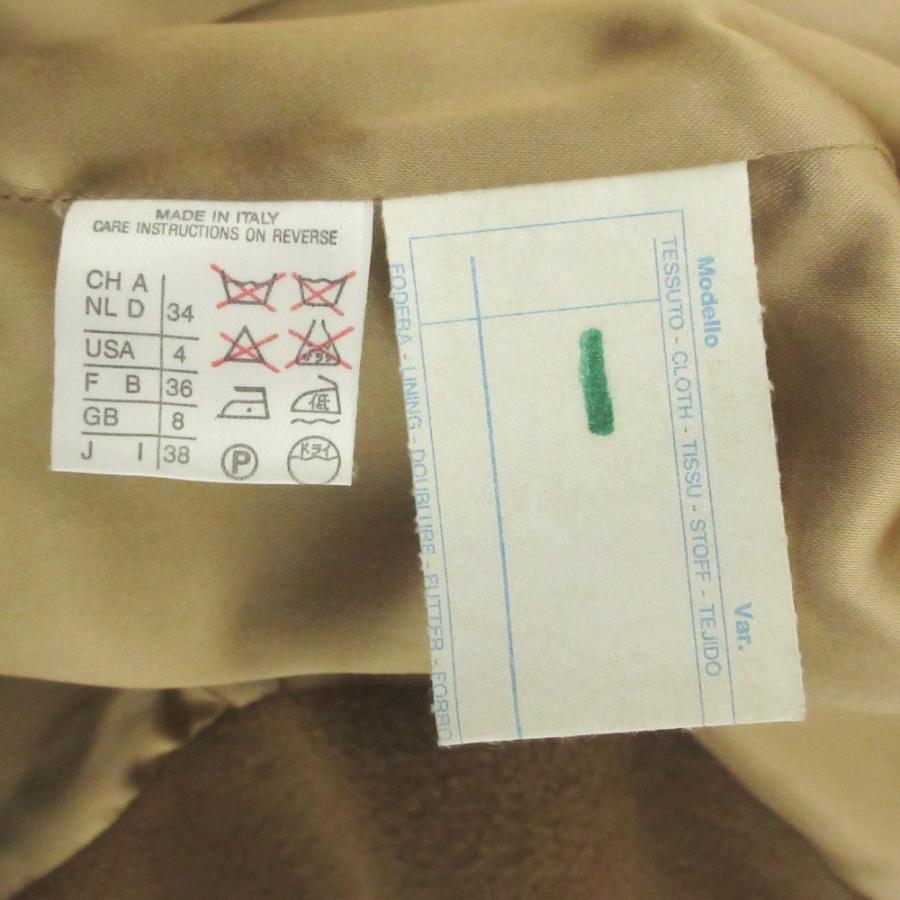 MADE IN ITALY
CARE INSTRUCTIONS ON REVERSE
CH A
NL D 34
USA 4
F B 36
GB 8
J I 38
低
P
ドライ
Modello
Var.
TESSUTO - CLOTH - TISSU - STOFF - TEJIDO
FODERA - LINING - DOUBLURE - FUTTER - FORRO